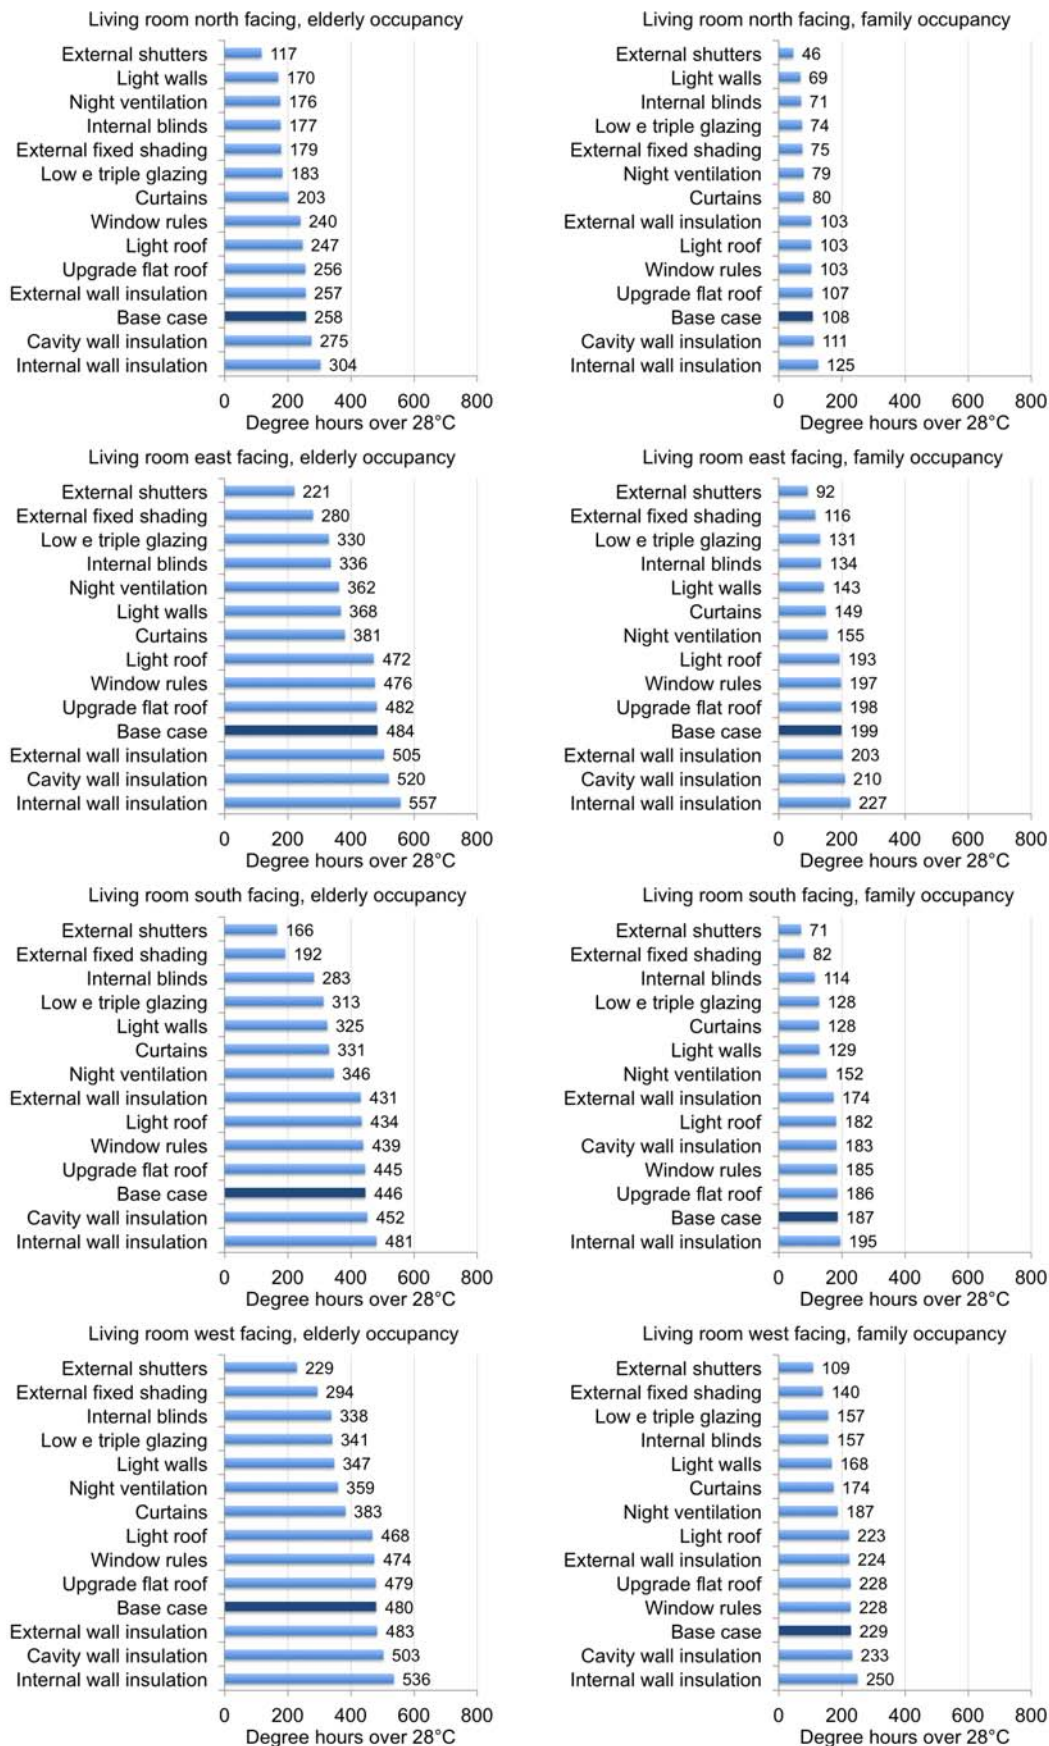 Living room north facing, elderly occupancy
External shutters 117
Light walls 170
Night ventilation 176
Internal blinds 177
External fixed shading 179
Low e triple glazing 183
Curtains 203
Window rules 240
Light roof 247
Upgrade flat roof 256
External wall insulation 257
Base case 258
Cavity wall insulation 275
Internal wall insulation 304
0 200 400 600 800
Degree hours over 28°C
Living room north facing, family occupancy
External shutters 46
Light walls 69
Internal blinds 71
Low e triple glazing 74
External fixed shading 75
Night ventilation 79
Curtains 80
External wall insulation 103
Light roof 103
Window rules 103
Upgrade flat roof 107
Base case 108
Cavity wall insulation 111
Internal wall insulation 125
0 200 400 600 800
Degree hours over 28°C
Living room east facing, elderly occupancy
External shutters 221
External fixed shading 280
Low e triple glazing 330
Internal blinds 336
Night ventilation 362
Light walls 368
Curtains 381
Light roof 472
Window rules 476
Upgrade flat roof 482
Base case 484
External wall insulation 505
Cavity wall insulation 520
Internal wall insulation 557
0 200 400 600 800
Degree hours over 28°C
Living room east facing, family occupancy
External shutters 92
External fixed shading 116
Low e triple glazing 131
Internal blinds 134
Light walls 143
Curtains 149
Night ventilation 155
Light roof 193
Window rules 197
Upgrade flat roof 198
Base case 199
External wall insulation 203
Cavity wall insulation 210
Internal wall insulation 227
0 200 400 600 800
Degree hours over 28°C
Living room south facing, elderly occupancy
External shutters 166
External fixed shading 192
Internal blinds 283
Low e triple glazing 313
Light walls 325
Curtains 331
Night ventilation 346
External wall insulation 431
Light roof 434
Window rules 439
Upgrade flat roof 445
Base case 446
Cavity wall insulation 452
Internal wall insulation 481
0 200 400 600 800
Degree hours over 28°C
Living room south facing, family occupancy
External shutters 71
External fixed shading 82
Internal blinds 114
Low e triple glazing 128
Curtains 128
Light walls 129
Night ventilation 152
External wall insulation 174
Light roof 182
Cavity wall insulation 183
Window rules 185
Upgrade flat roof 186
Base case 187
Internal wall insulation 195
0 200 400 600 800
Degree hours over 28°C
Living room west facing, elderly occupancy
External shutters 229
External fixed shading 294
Internal blinds 338
Low e triple glazing 341
Light walls 347
Night ventilation 359
Curtains 383
Light roof 468
Window rules 474
Upgrade flat roof 479
Base case 480
External wall insulation 483
Cavity wall insulation 503
Internal wall insulation 536
0 200 400 600 800
Degree hours over 28°C
Living room west facing, family occupancy
External shutters 109
External fixed shading 140
Low e triple glazing 157
Internal blinds 157
Light walls 168
Curtains 174
Night ventilation 187
Light roof 223
External wall insulation 224
Upgrade flat roof 228
Window rules 228
Base case 229
Cavity wall insulation 233
Internal wall insulation 250
0 200 400 600 800
Degree hours over 28°C